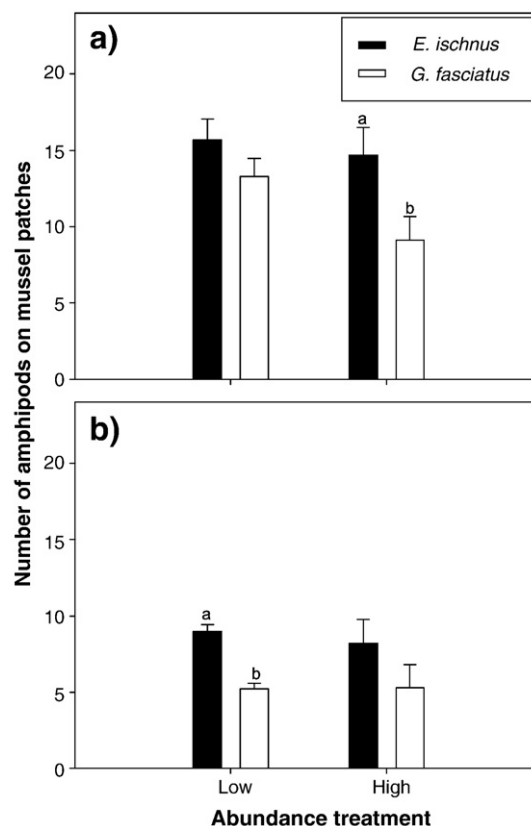 a)
E. ischnus
G. fasciatus
20
15
10
5
0
a
b
Number of amphipods on mussel patches
b)
20
15
10
5
0
a
b
Low High
Abundance treatment